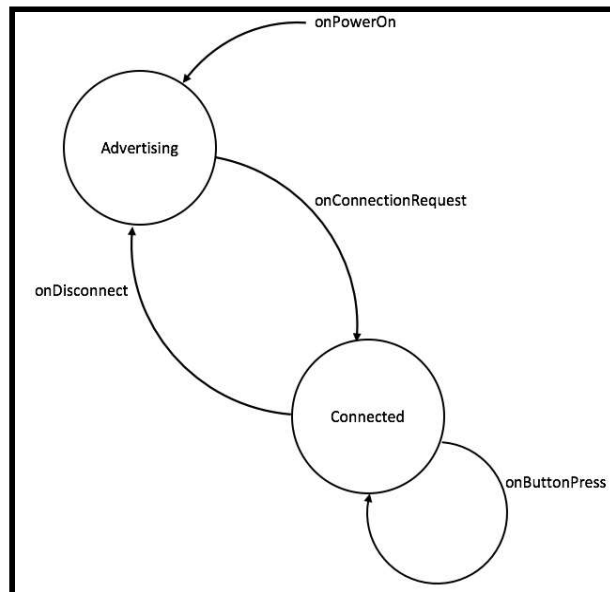 onPowerOn
Advertising
onConnectionRequest
onDisconnect
Connected
onButtonPress